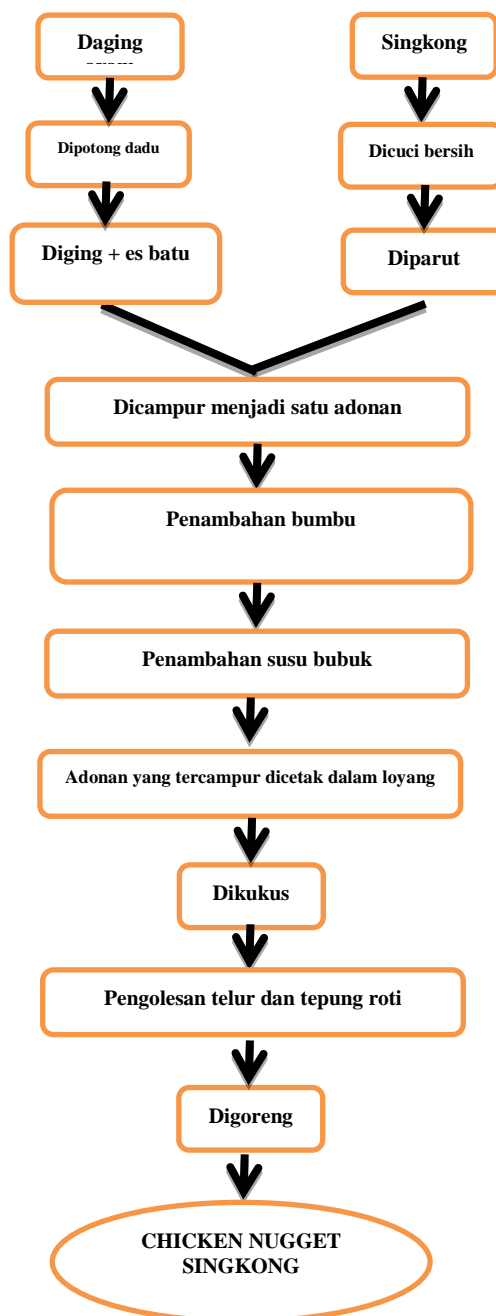 Daging
Singkong
Dipotong dadu
Dicuci bersih
Diging + es batu
Diparut
Dicampur menjadi satu adonan
Penambahan bumbu
Penambahan susu bubuk
Adonan yang tercampur dicetak dalam loyang
Dikukus
Pengolesan telur dan tepung roti
Digoreng
CHICKEN NUGGET
SINGKONG